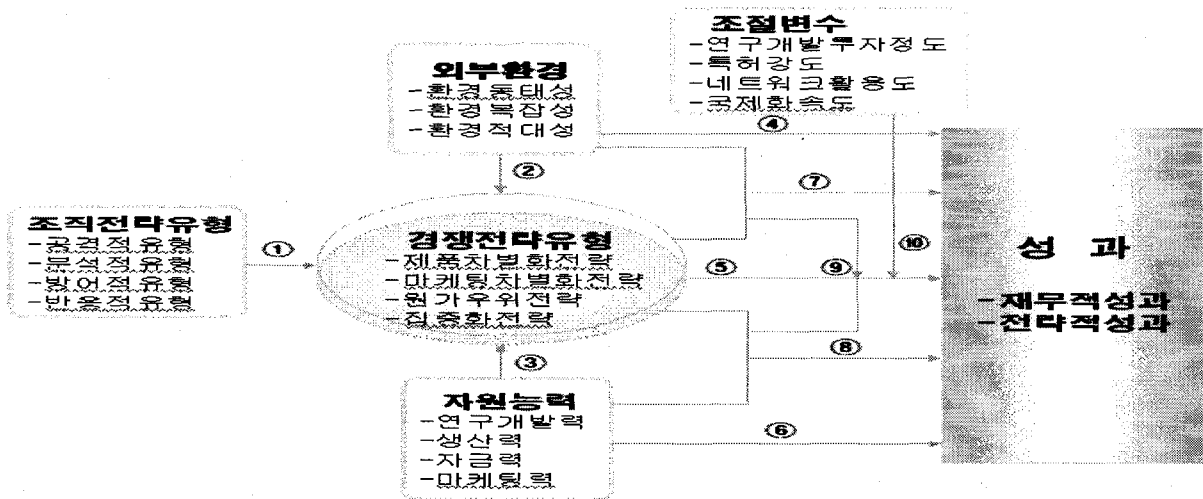 조절변수
-연구개발투자정도
-특허강도
-네트워크활용도
-국제화속도
외부환경
-환경동태성
-환경복잡성
-환경적대성
④
②
⑦
조직전략유형
-공격적유형
-분석적유형
-방어적유형
-반응적유형
①
경쟁전략유형
-제품차별화전략
-마케팅차별화전략
-원가우위전략
-집중화전략
⑤
⑨
⑩
성 과
-재무적성과
-전략적성과
③
⑧
자원능력
-연구개발력
-생산력
-자금력
-마케팅력
⑥